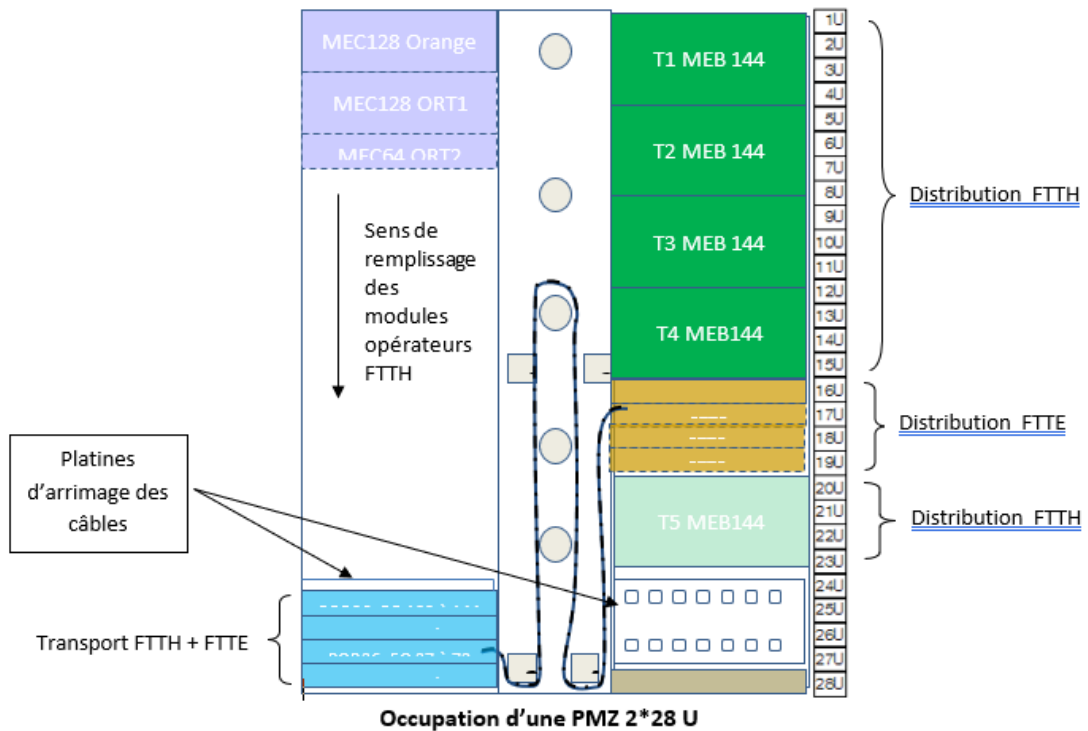 MEC128 Orange
MEC128 ORT1
MEC64 ORT2
Sens de
remplissage
des
modules
opérateurs
FTTH
Platines
d’arrimage des
câbles
Transport FTTH + FTTE
T1 MEB 144
T2 MEB 144
T3 MEB 144
T4 MEB144
T5 MEB144
1U
2U
3U
4U
5U
6U
7U
8U
9U
10U
11U
12U
13U
14U
15U
16U
17U
18U
19U
20U
21U
22U
23U
24U
25U
26U
27U
28U
Distribution FTTH
Distribution FTTE
Distribution FTTH
Occupation d’une PMZ 2*28 U